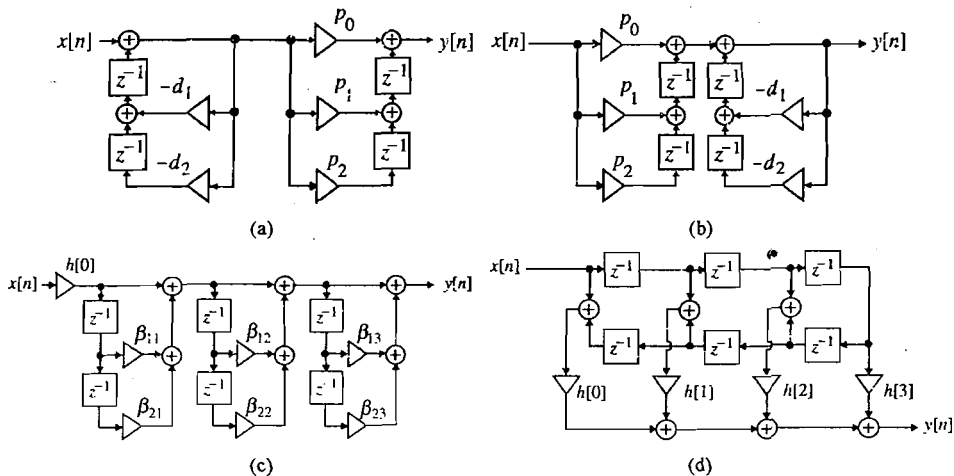 x[n] p₀ y[n]
z⁻¹ -d₁ p₁ z⁻¹
z⁻¹ -d₂ p₂ z⁻¹
(a)
x[n] p₀ y[n]
p₁ z⁻¹ z⁻¹ -d₁
p₂ z⁻¹ z⁻¹ -d₂
(b)
x[n] h[0] y[n]
z⁻¹ β₁₁ z⁻¹ β₁₂ z⁻¹ β₁₃
z⁻¹ β₂₁ z⁻¹ β₂₂ z⁻¹ β₂₃
(c)
x[n] z⁻¹ z⁻¹ z⁻¹
z⁻¹ z⁻¹ z⁻¹
h[0] h[1] h[2] h[3]
y[n]
(d)